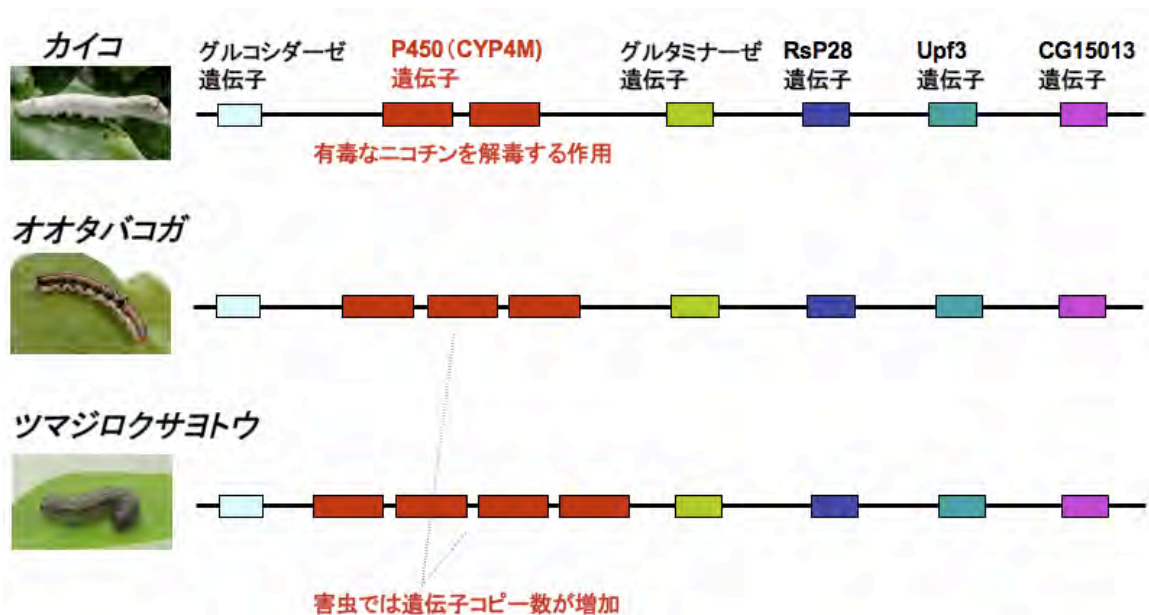 カイコ
グルコシダーゼ
遺伝子
P450（CYP4M）
遺伝子
グルタミナーゼ
遺伝子
RsP28
遺伝子
Upf3
遺伝子
CG15013
遺伝子
有毒なニコチンを解毒する作用
オオタバコガ
ツマジロクサヨトウ
害虫では遺伝子コピー数が増加